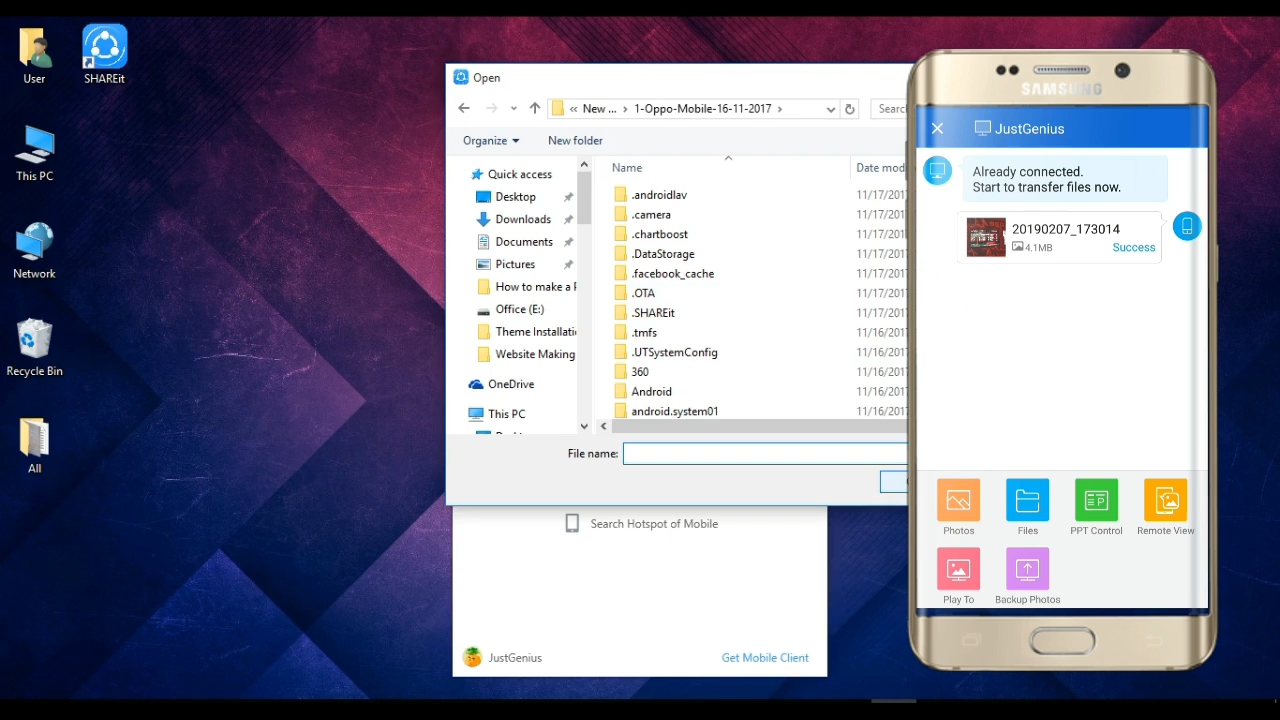 User
SHAREit
This PC
Network
Recycle Bin
All
Open
« New ... › 1-Oppo-Mobile-16-11-2017 ›
Organize
New folder
Quick access
Desktop
Downloads
Documents
Pictures
How to make a
Office (E:)
Theme Installati
Website Making
OneDrive
This PC
Name
Date mod
.androidlav 11/17/201
.camera 11/17/201
.chartboost 11/17/201
.DataStorage 11/17/201
.facebook_cache 11/17/201
.OTA 11/17/201
.SHAREit 11/17/201
.tmfs 11/16/201
.UTSystemConfig 11/16/201
360 11/16/201
Android 11/16/201
android.system01 11/16/201
File name:
Search Hotspot of Mobile
JustGenius
Get Mobile Client
SAMSUNG
JustGenius
Already connected.
Start to transfer files now.
20190207_173014
4.1MB Success
Photos
Files
PPT Control
Remote View
Play To
Backup Photos